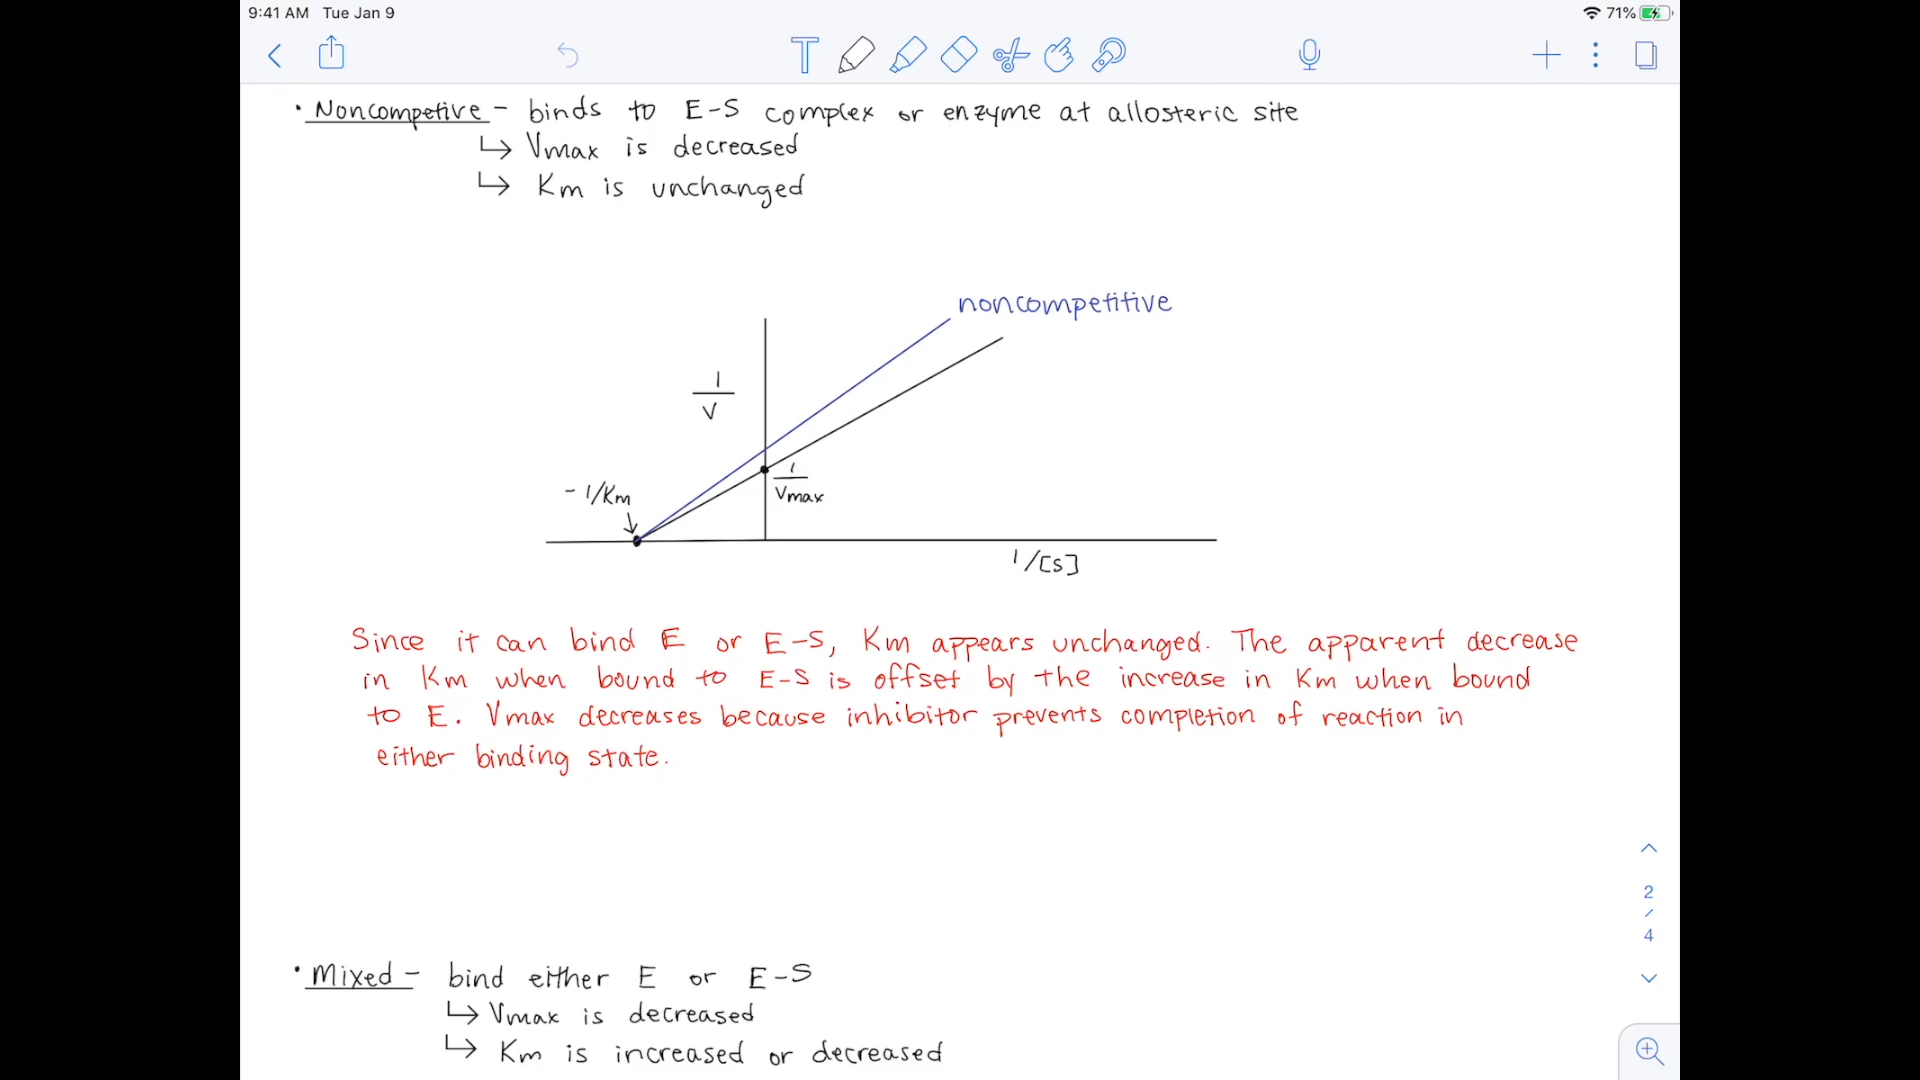 9:41 AM Tue Jan 9
71%
• Noncompetive - binds to E-S complex or enzyme at allosteric site
↳ Vmax is decreased
↳ Km is unchanged
noncompetitive
1/V
1/Vmax
- 1/Km
1/[S]
Since it can bind E or E-S, Km appears unchanged. The apparent decrease
in Km when bound to E-S is offset by the increase in Km when bound
to E. Vmax decreases because inhibitor prevents completion of reaction in
either binding state.
2
/
4
• Mixed - bind either E or E-S
↳ Vmax is decreased
↳ Km is increased or decreased